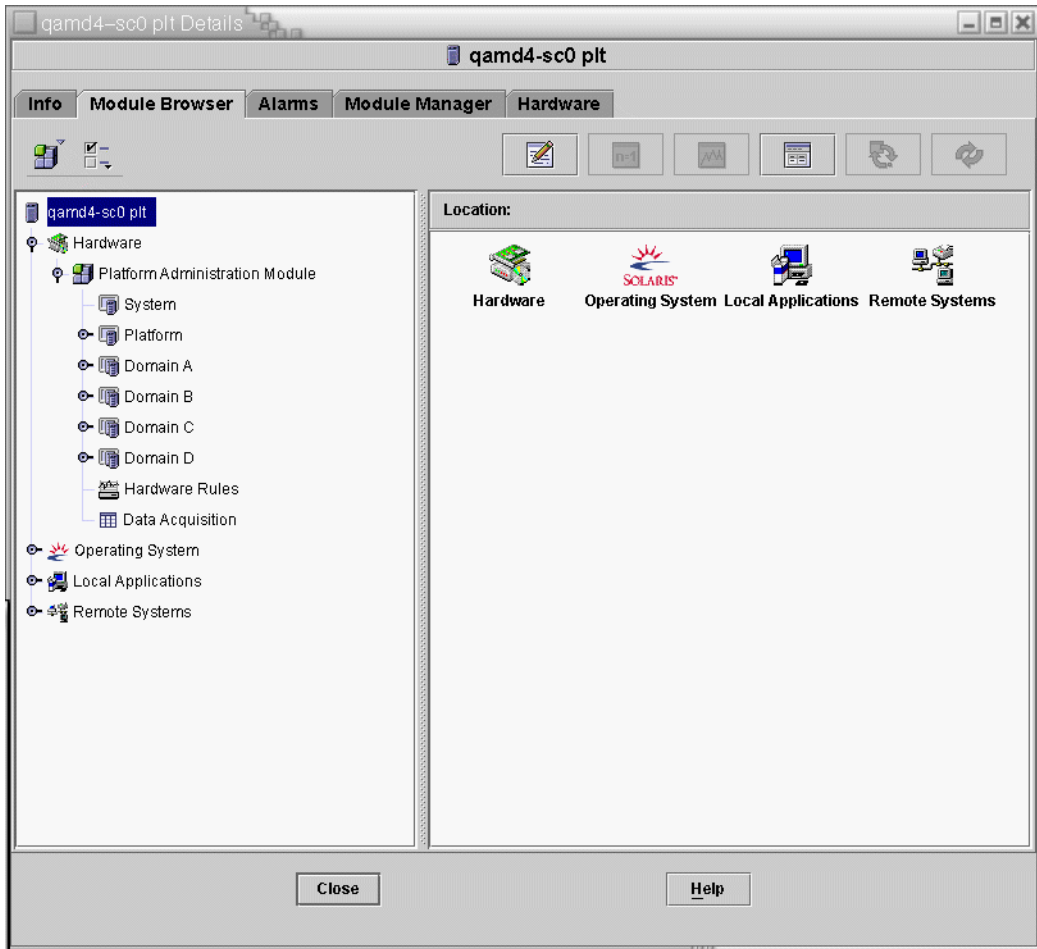 qamd4–sc0 plt Details
qamd4-sc0 plt
Info Module Browser Alarms Module Manager Hardware
n=1
qamd4-sc0 plt
Hardware
Platform Administration Module
System
Platform
Domain A
Domain B
Domain C
Domain D
Hardware Rules
Data Acquisition
Operating System
Local Applications
Remote Systems
Location:
SOLARIS
Hardware Operating System Local Applications Remote Systems
Close Help